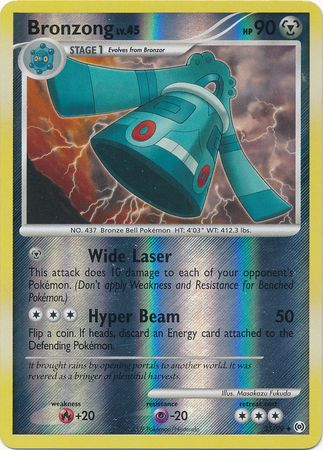 Bronzong LV.45 HP 90
STAGE 1 Evolves from Bronzor
NO. 437 Bronze Bell Pokémon HT: 4'03" WT: 412.3 lbs.
Wide Laser
This attack does 10 damage to each of your opponent's
Pokémon. (Don't apply Weakness and Resistance for Benched
Pokémon.)
Hyper Beam 50
Flip a coin. If heads, discard an Energy card attached to the
Defending Pokémon.
It brought rains by opening portals to another world. It was
revered as a bringer of plentiful harvests.
Illus. Masakazu Fukuda
weakness resistance retreat cost
+20 -20
©2009 Pokémon/Nintendo